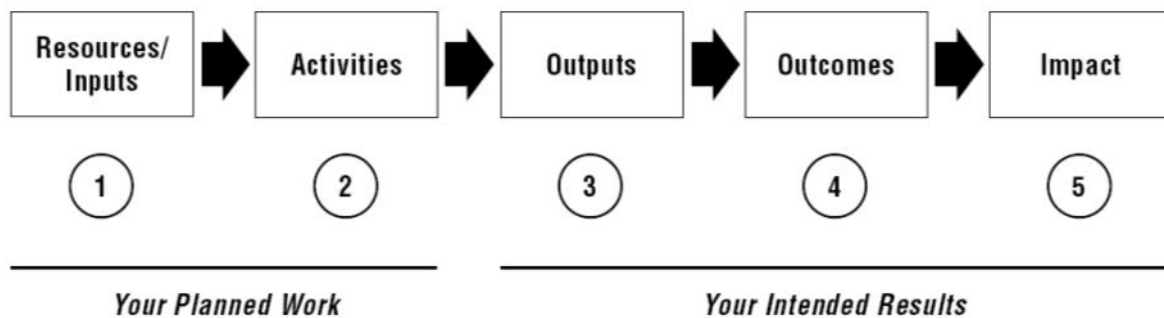 Resources/
Inputs
Activities
Outputs
Outcomes
Impact
1
2
3
4
5
Your Planned Work
Your Intended Results